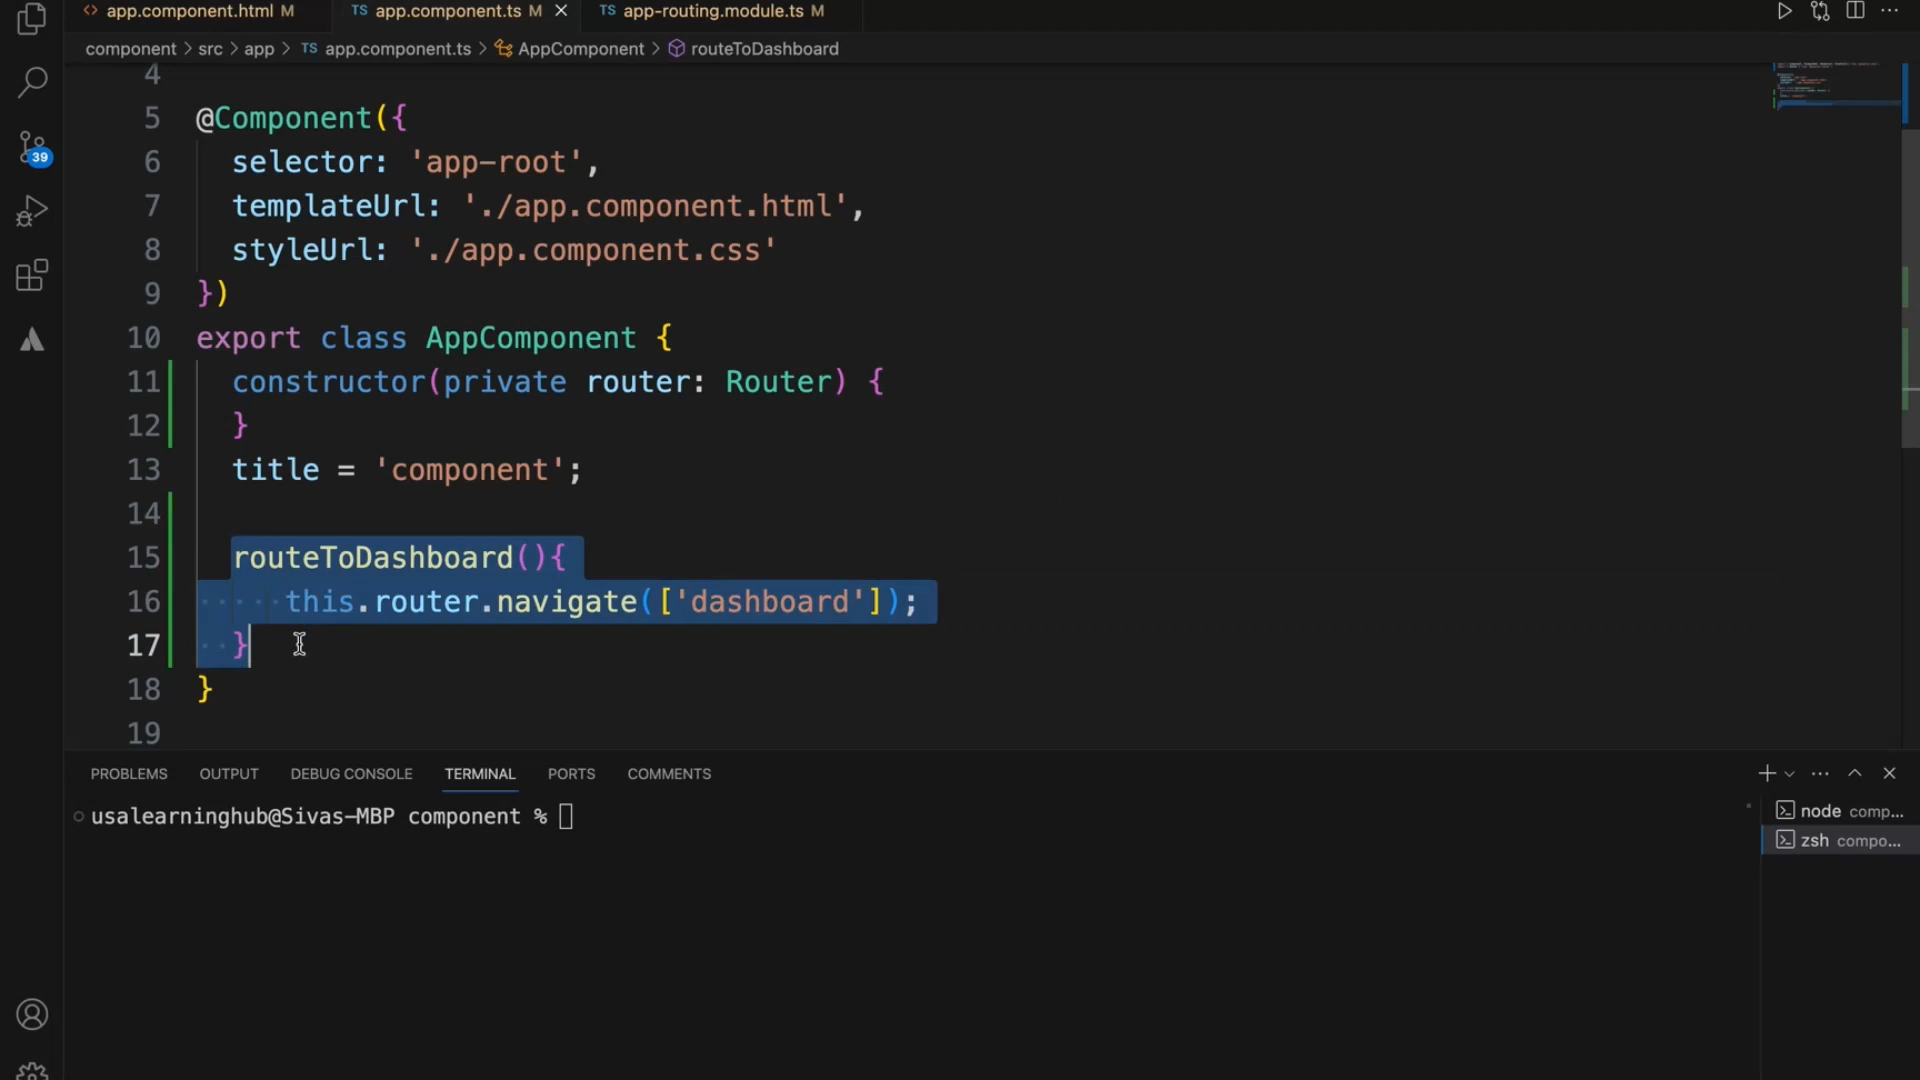 <> app.component.html M
TS app.component.ts M
TS app-routing.module.ts M
component > src > app > TS app.component.ts > AppComponent > routeToDashboard
4
5 @Component({
6 selector: 'app-root',
7 templateUrl: './app.component.html',
8 styleUrl: './app.component.css'
9 })
10 export class AppComponent {
11 constructor(private router: Router) {
12 }
13 title = 'component';
14
15 routeToDashboard(){
16 this.router.navigate(['dashboard']);
17 }
18 }
19
39
PROBLEMS OUTPUT DEBUG CONSOLE TERMINAL PORTS COMMENTS
usalearninghub@Sivas-MBP component %
node comp...
zsh compo...